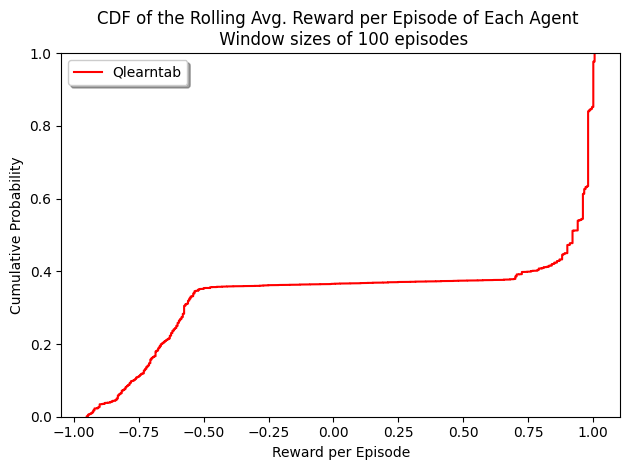 CDF of the Rolling Avg. Reward per Episode of Each Agent
Window sizes of 100 episodes
Qlearntab
Cumulative Probability
1.0
0.8
0.6
0.4
0.2
0.0
−1.00 −0.75 −0.50 −0.25 0.00 0.25 0.50 0.75 1.00
Reward per Episode